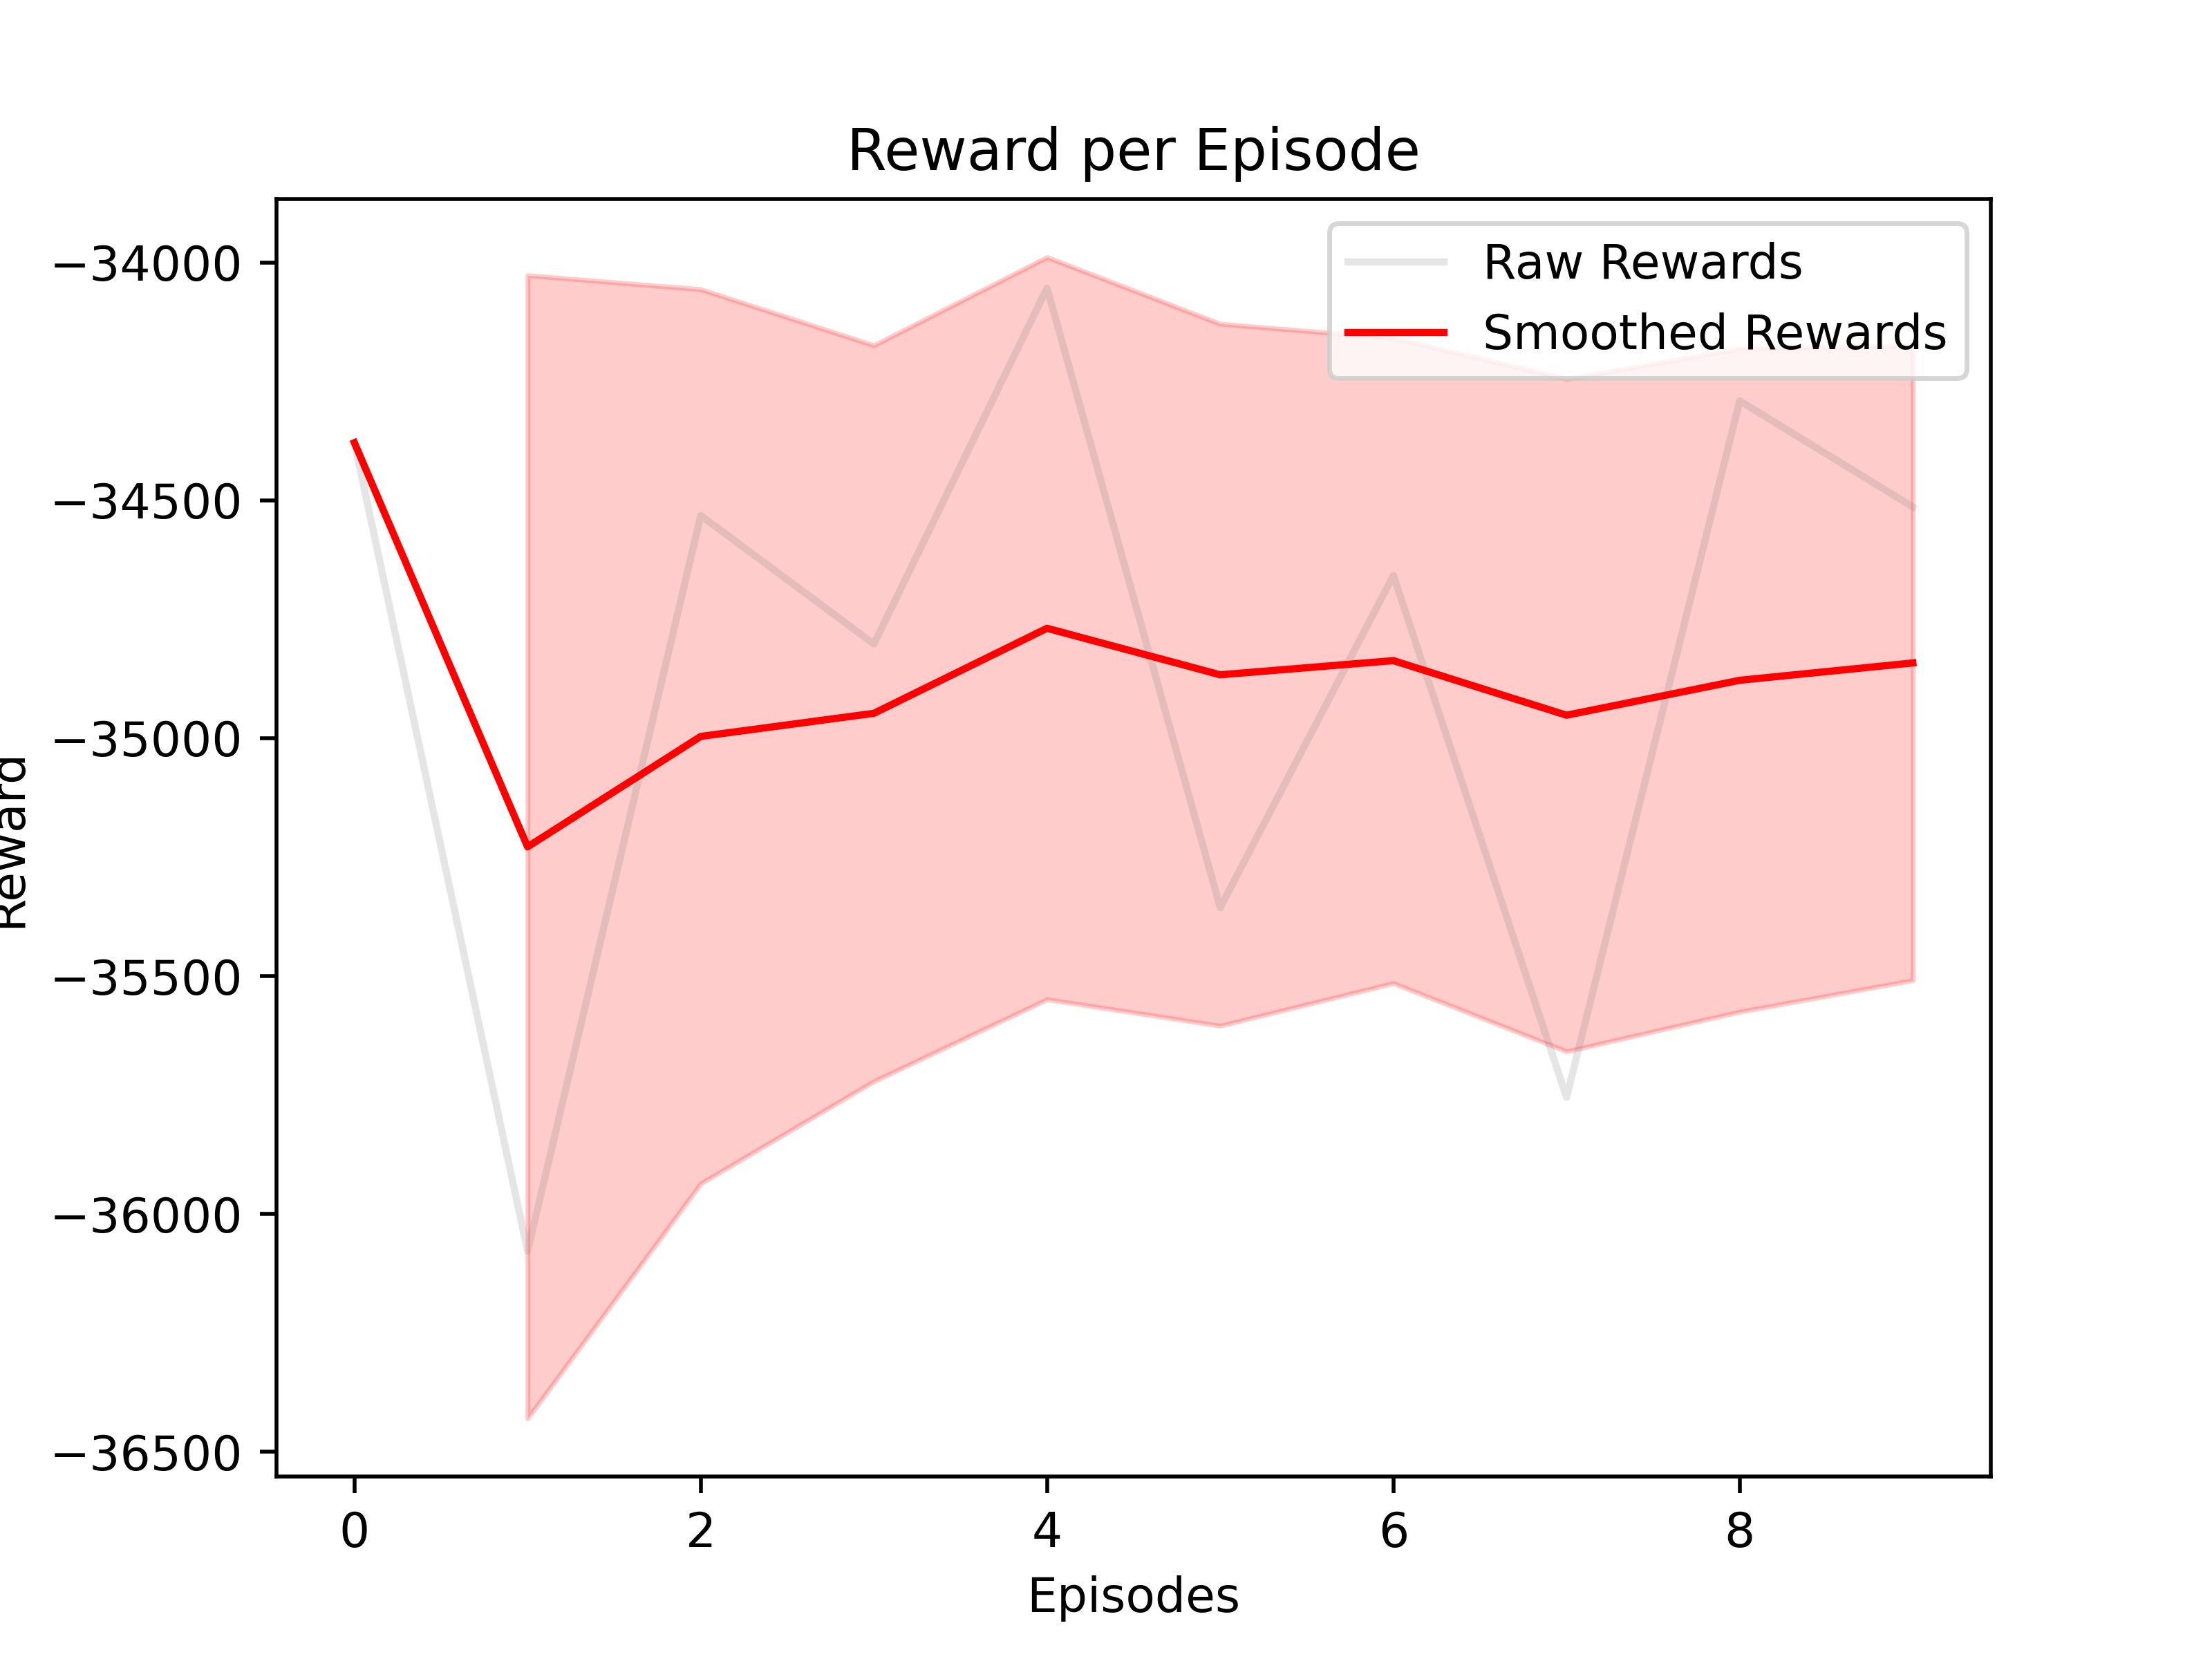 Reward per Episode
Raw Rewards
Smoothed Rewards
−34000
−34500
−35000
−35500
−36000
−36500
Reward
0 2 4 6 8
Episodes